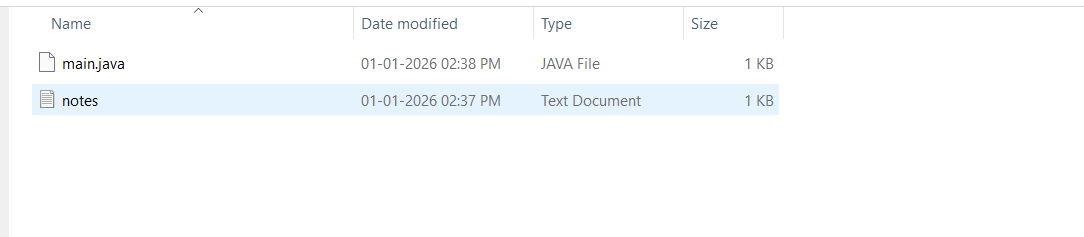 Name Date modified Type Size
main.java 01-01-2026 02:38 PM JAVA File 1 KB
notes 01-01-2026 02:37 PM Text Document 1 KB